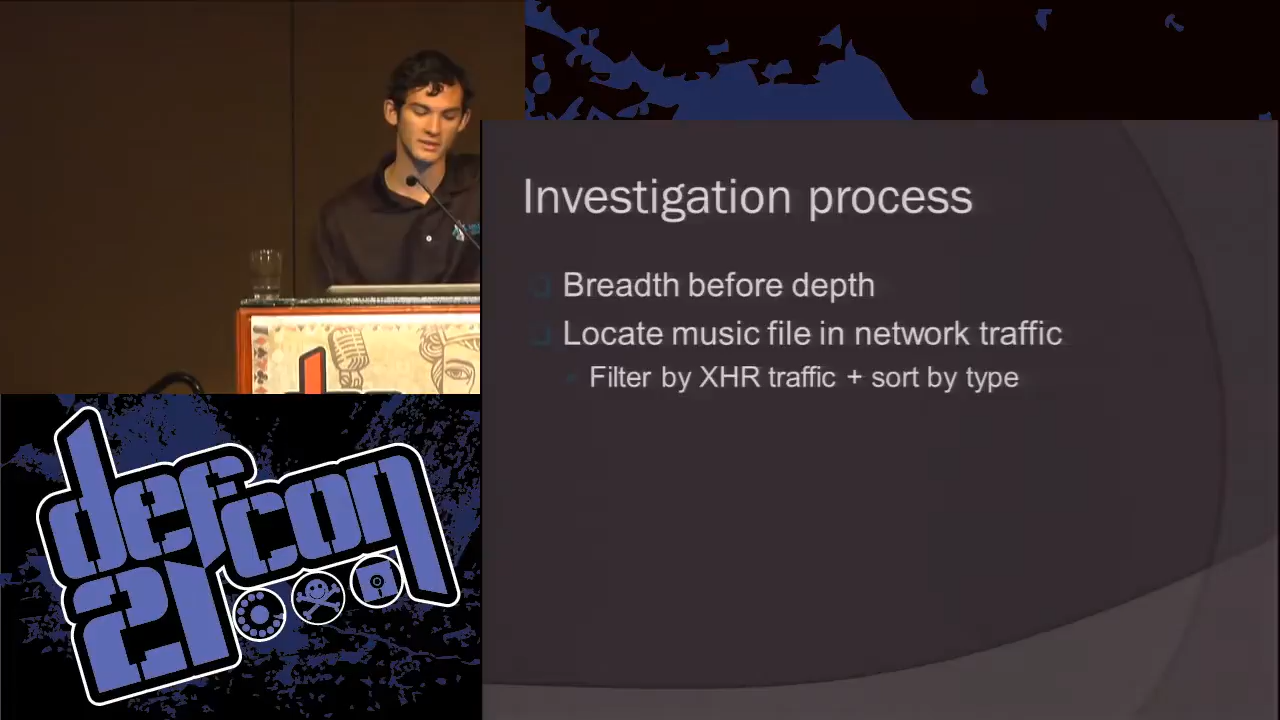 Investigation process
Breadth before depth
Locate music file in network traffic
Filter by XHR traffic + sort by type
defcon
21